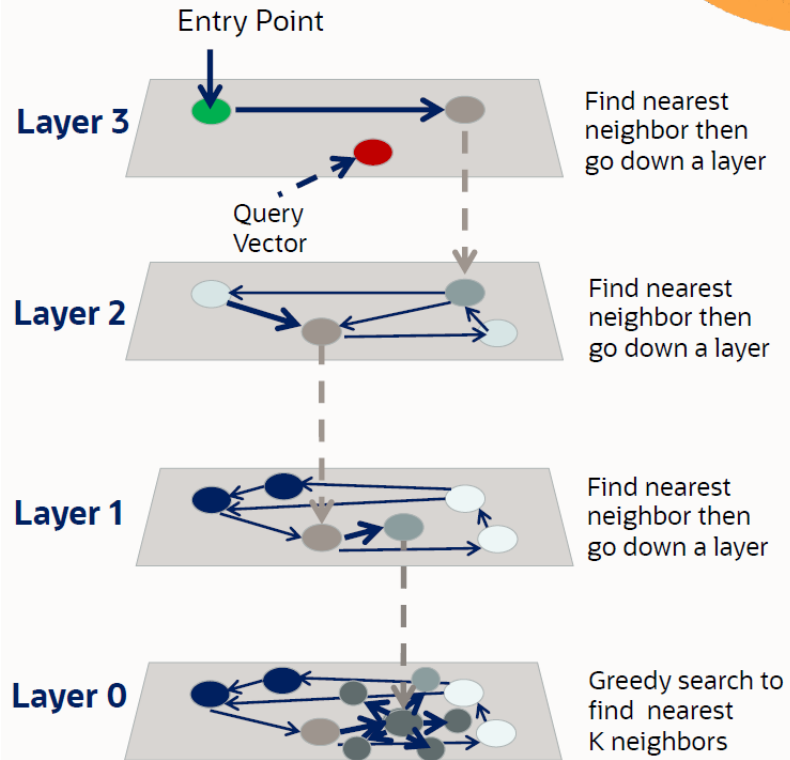 Entry Point
Layer 3
Find nearest
neighbor then
go down a layer
Query
Vector
Layer 2
Find nearest
neighbor then
go down a layer
Layer 1
Find nearest
neighbor then
go down a layer
Layer 0
Greedy search to
find nearest
K neighbors